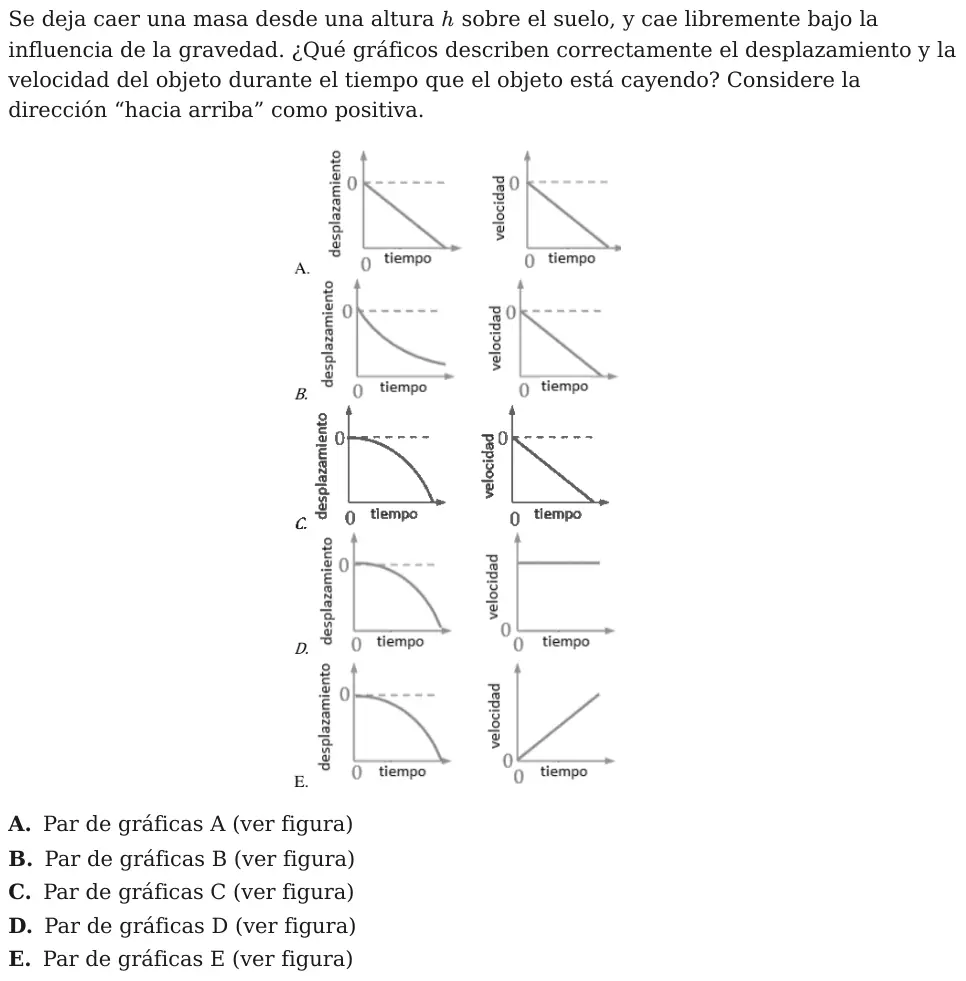 Se deja caer una masa desde una altura h sobre el suelo, y cae libremente bajo la
influencia de la gravedad. ¿Qué gráficos describen correctamente el desplazamiento y la
velocidad del objeto durante el tiempo que el objeto está cayendo? Considere la
dirección “hacia arriba” como positiva.
desplazamiento 0 0 tiempo velocidad 0 0 tiempo
A.
desplazamiento 0 0 tiempo velocidad 0 0 tiempo
B.
desplazamiento 0 0 tiempo velocidad 0 0 tiempo
C.
desplazamiento 0 0 tiempo velocidad 0 0 tiempo
D.
desplazamiento 0 0 tiempo velocidad 0 0 tiempo
E.
A. Par de gráficas A (ver figura)
B. Par de gráficas B (ver figura)
C. Par de gráficas C (ver figura)
D. Par de gráficas D (ver figura)
E. Par de gráficas E (ver figura)